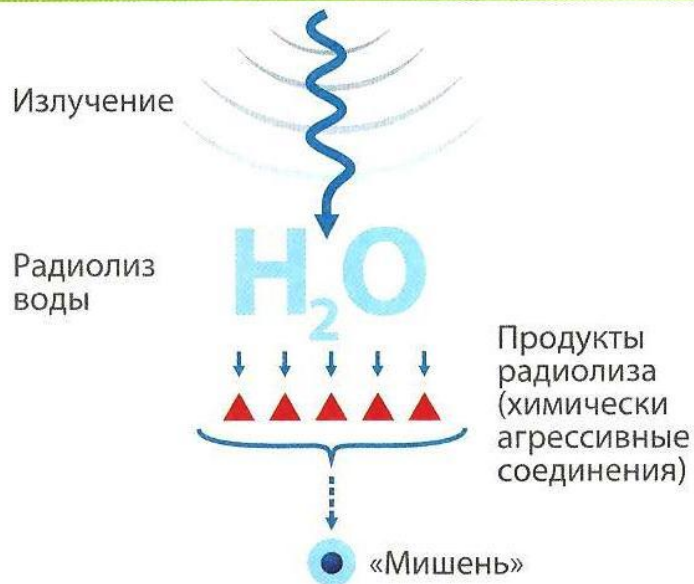 Излучение
Радиолиз
воды
H₂O
Продукты
радиолиза
(химически
агрессивные
соединения)
«Мишень»